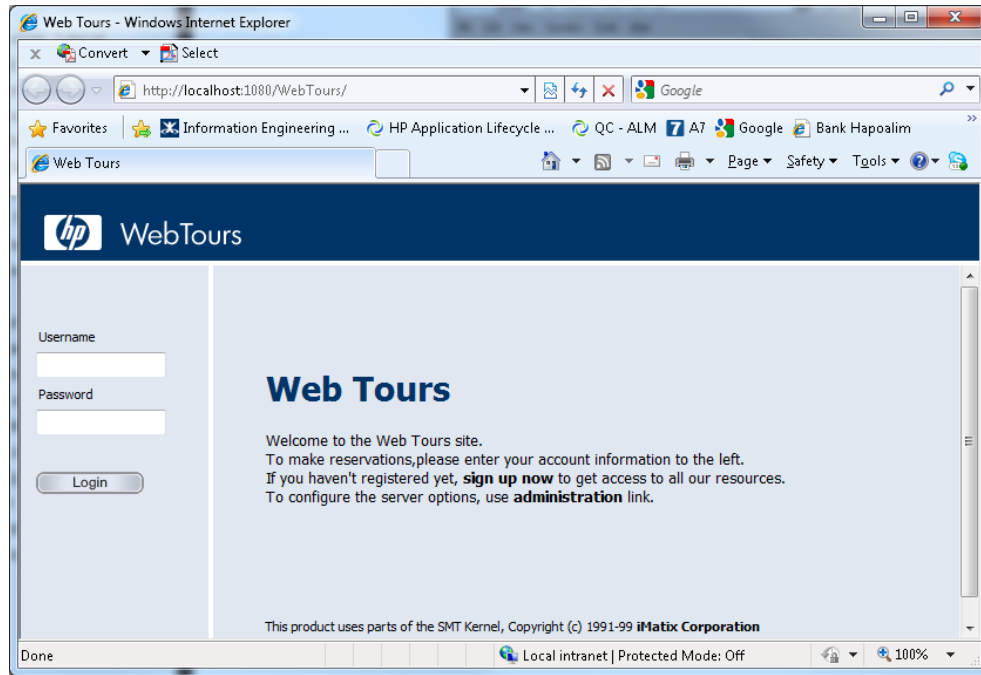 Web Tours - Windows Internet Explorer
x Convert Select
http://localhost:1080/WebTours/ Google
Favorites Information Engineering ... HP Application Lifecycle ... QC - ALM 7 A7 Google Bank Hapoalim »
Web Tours Page Safety Tools
hp WebTours
Username
Password
Login
Web Tours
Welcome to the Web Tours site.
To make reservations,please enter your account information to the left.
If you haven't registered yet, sign up now to get access to all our resources.
To configure the server options, use administration link.
This product uses parts of the SMT Kernel, Copyright (c) 1991-99 iMatix Corporation
Done Local intranet | Protected Mode: Off 100%